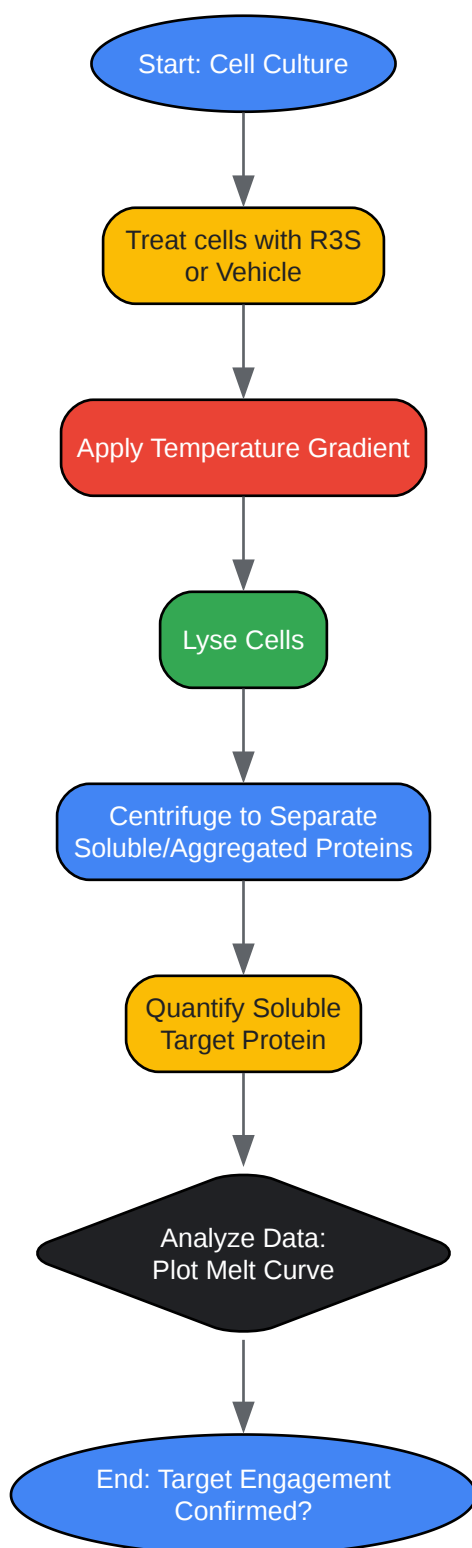 Start: Cell Culture
Treat cells with R3S
or Vehicle
Apply Temperature Gradient
Lyse Cells
Centrifuge to Separate
Soluble/Aggregated Proteins
Quantify Soluble
Target Protein
Analyze Data:
Plot Melt Curve
End: Target Engagement
Confirmed?